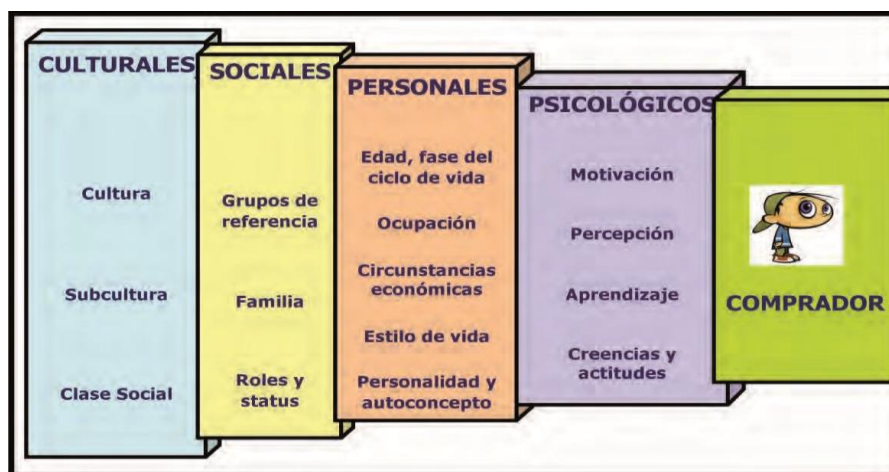 CULTURALES
Cultura
Subcultura
Clase Social
SOCIALES
Grupos de
referencia
Familia
Roles y
status
PERSONALES
Edad, fase del
ciclo de vida
Ocupación
Circunstancias
económicas
Estilo de vida
Personalidad y
autoconcepto
PSICOLÓGICOS
Motivación
Percepción
Aprendizaje
Creencias y
actitudes
COMPRADOR